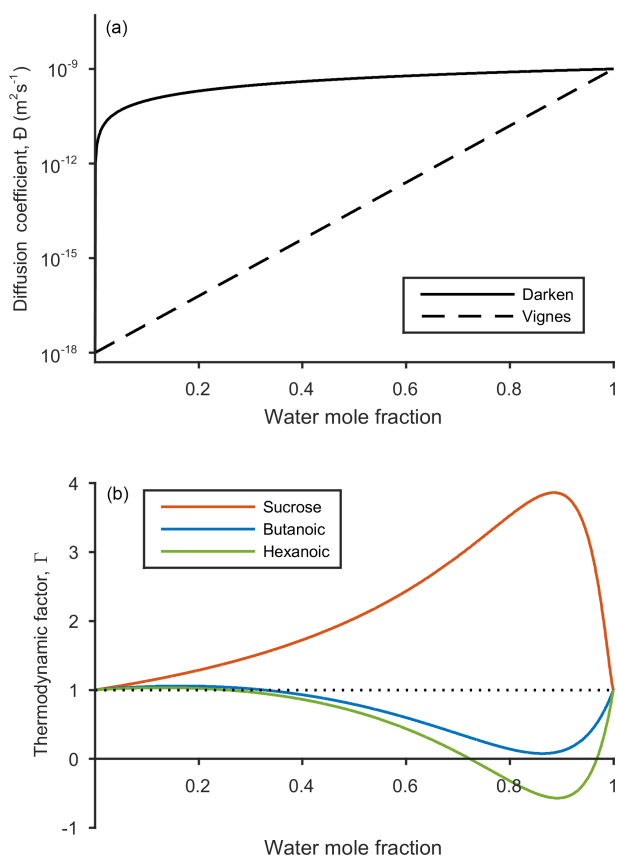 (a)
Diffusion coefficient, Đ (m²s⁻¹)
10⁻⁹
10⁻¹²
10⁻¹⁵
10⁻¹⁸
Darken
Vignes
0.2 0.4 0.6 0.8 1
Water mole fraction
(b)
Thermodynamic factor, Γ
4
3
2
1
0
-1
Sucrose
Butanoic
Hexanoic
0.2 0.4 0.6 0.8 1
Water mole fraction